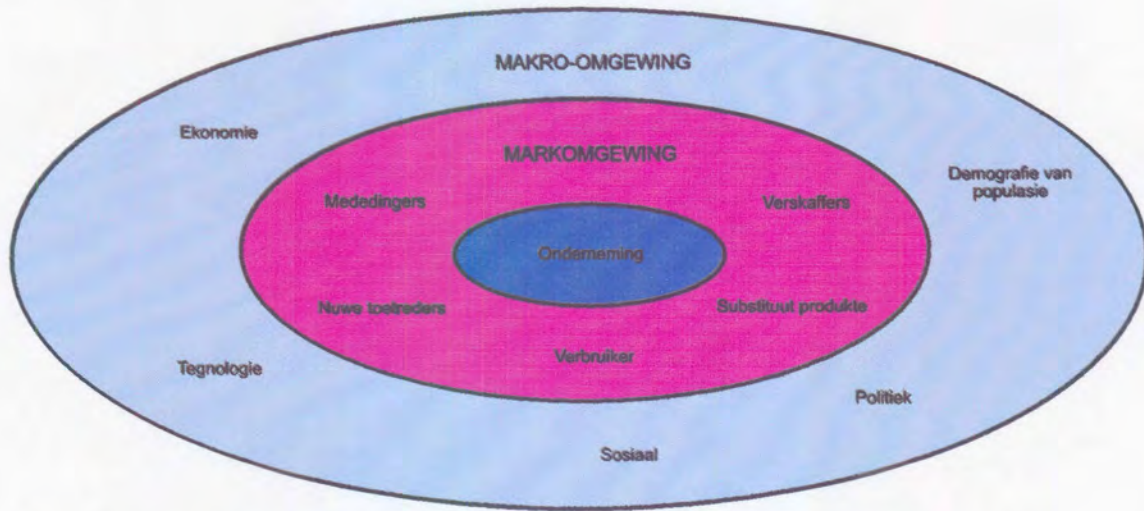 MAKRO-OMGEWING
Ekonomie
MARKOMGEWING
Demografie van
populasie
Mededingers
Verskaffers
Onderneming
Nuwe toetreders
Substituut produkte
Verbruiker
Tegnologie
Politiek
Sosiaal